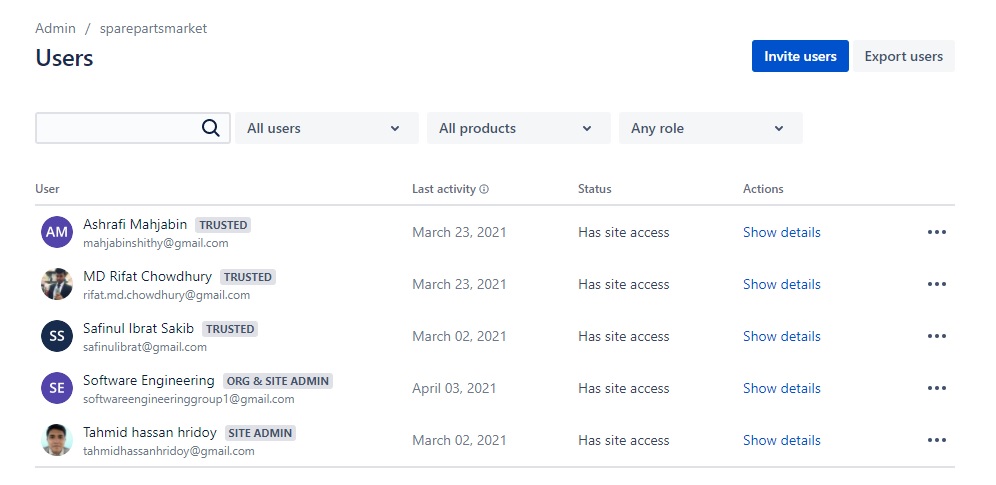 Admin / sparepartsmarket
Users
Invite users
Export users
All users
All products
Any role
User
Last activity
Status
Actions
AM
Ashrafi Mahjabin TRUSTED
mahjabinshithy@gmail.com
March 23, 2021
Has site access
Show details
MD Rifat Chowdhury TRUSTED
rifat.md.chowdhury@gmail.com
March 23, 2021
Has site access
Show details
SS
Safinul Ibrat Sakib TRUSTED
safinulibrat@gmail.com
March 02, 2021
Has site access
Show details
SE
Software Engineering ORG & SITE ADMIN
softwareengineeringgroup1@gmail.com
April 03, 2021
Has site access
Show details
Tahmid hassan hridoy SITE ADMIN
tahmidhassanhridoy@gmail.com
March 02, 2021
Has site access
Show details